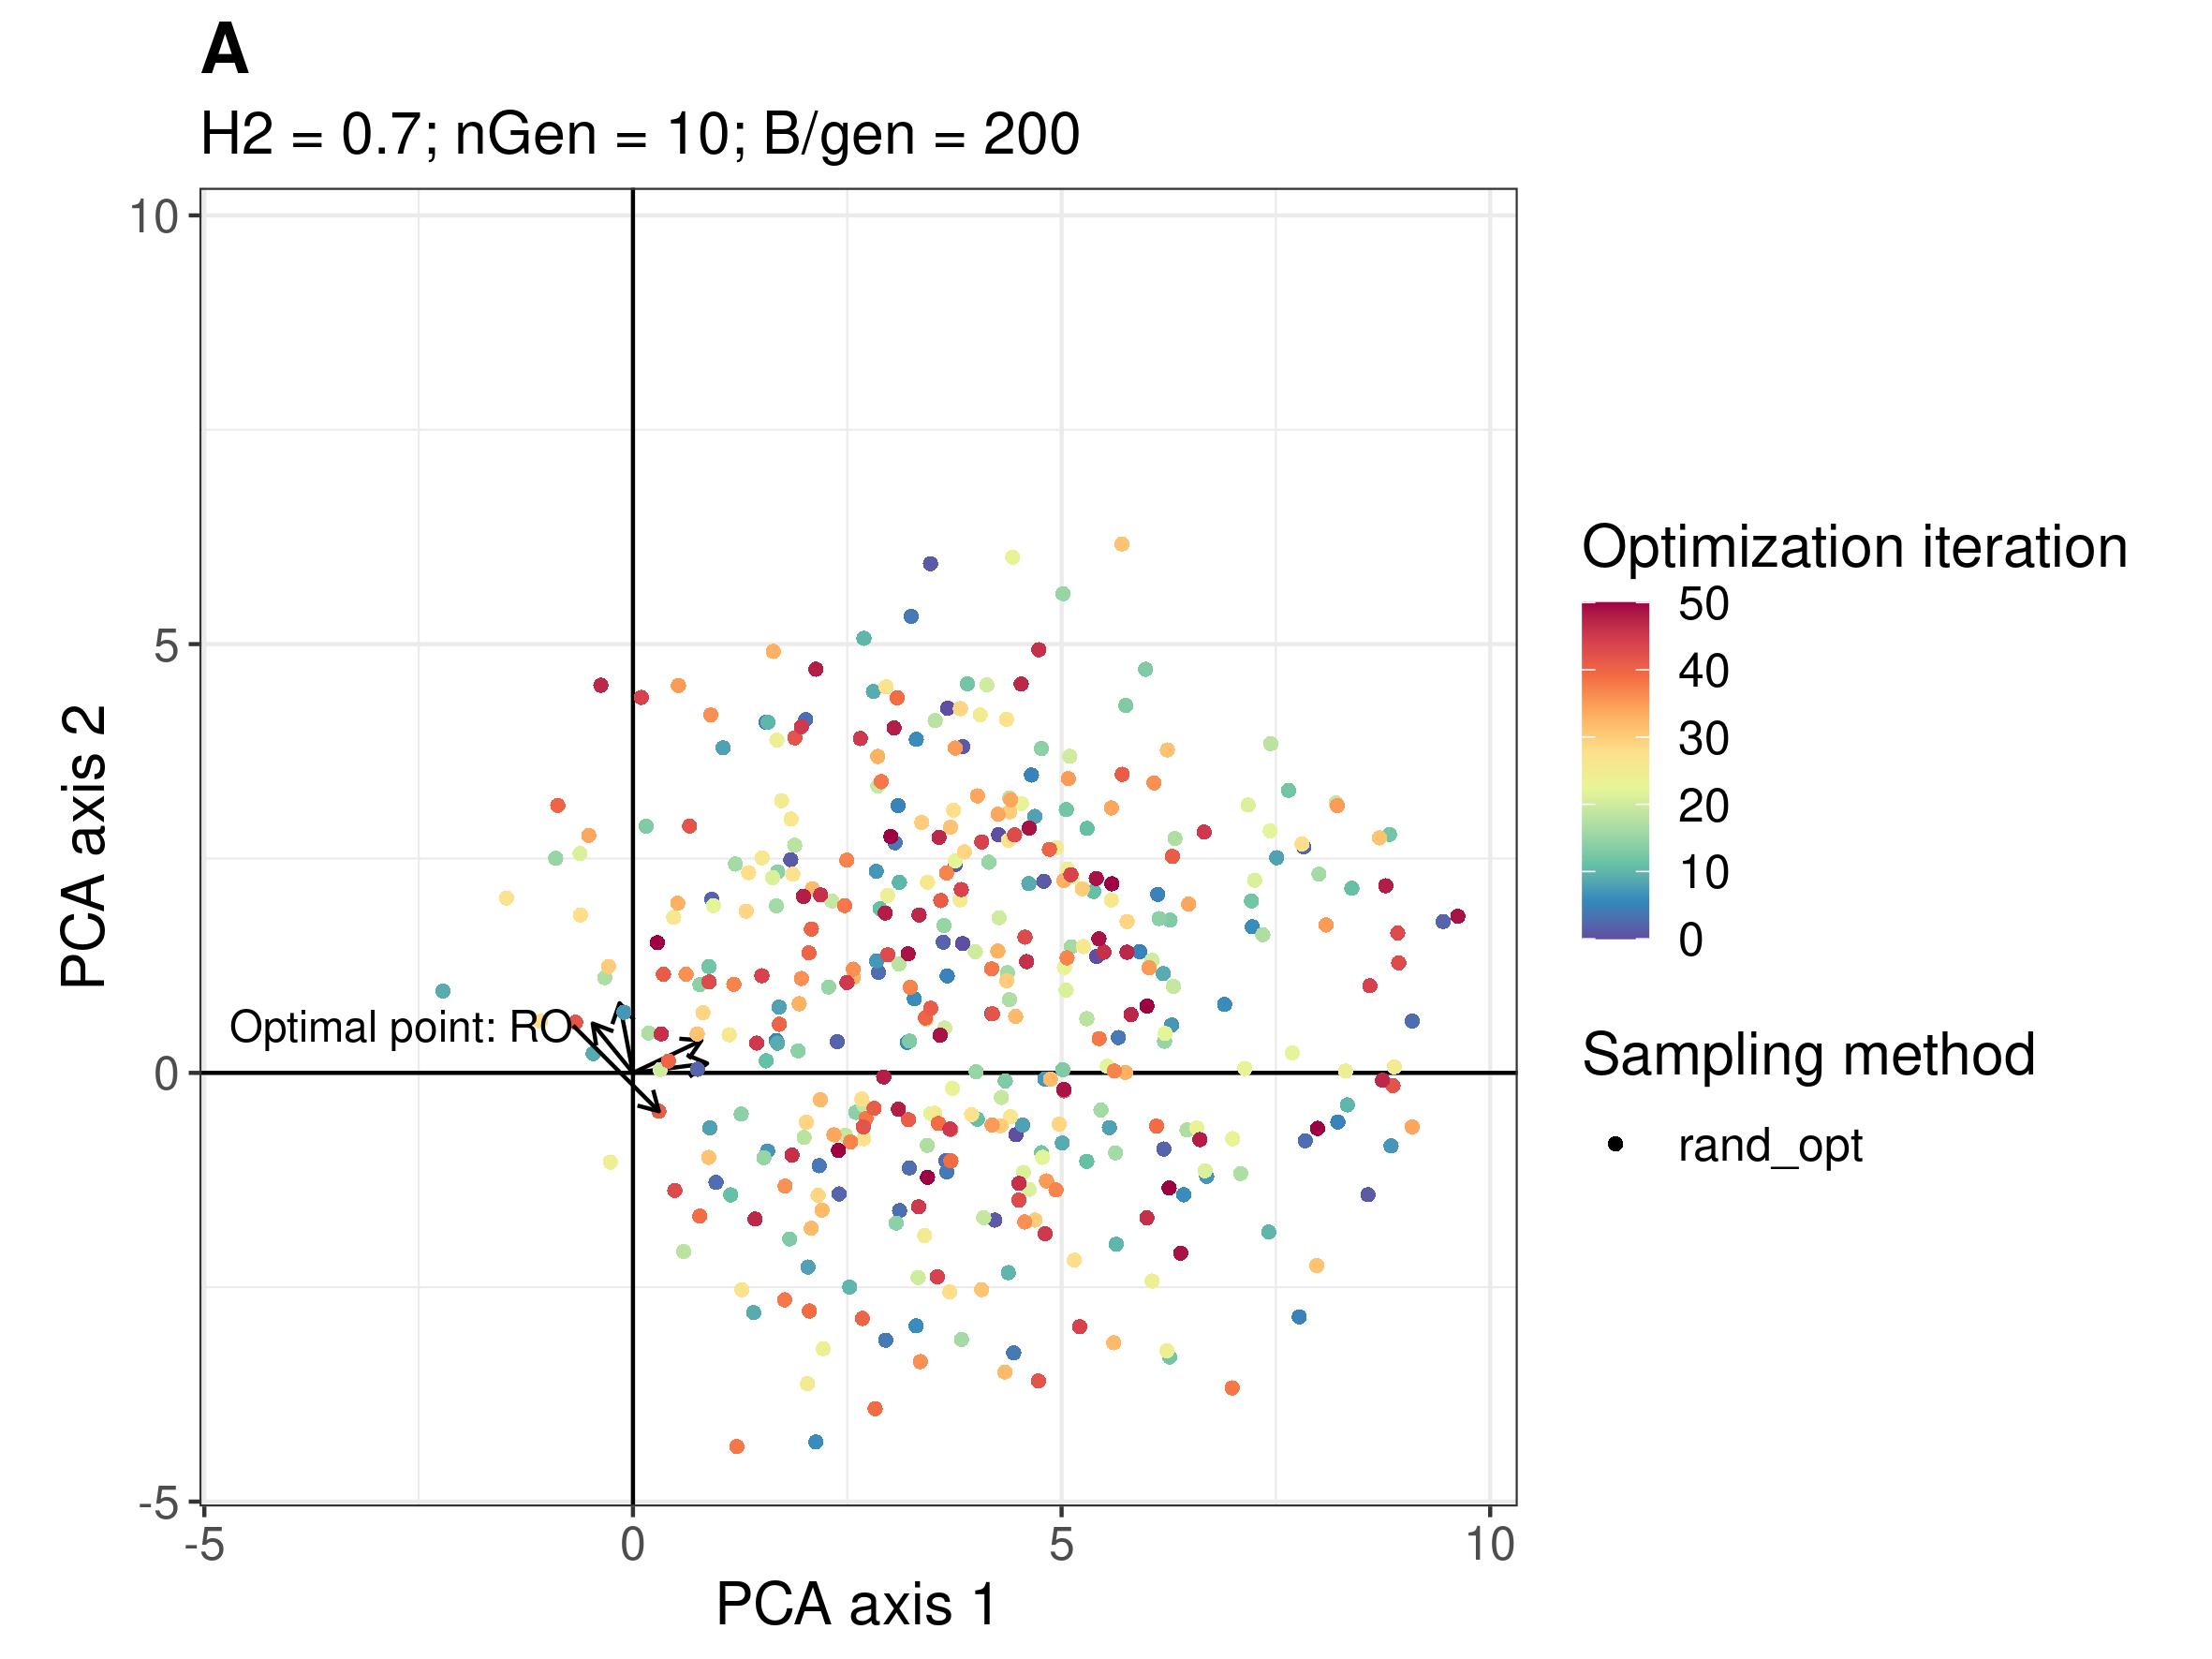 A
H2 = 0.7; nGen = 10; B/gen = 200
10
5
0
-5
PCA axis 2
Optimal point: RO
-5
0
5
10
PCA axis 1
Optimization iteration
50
40
30
20
10
0
Sampling method
rand_opt